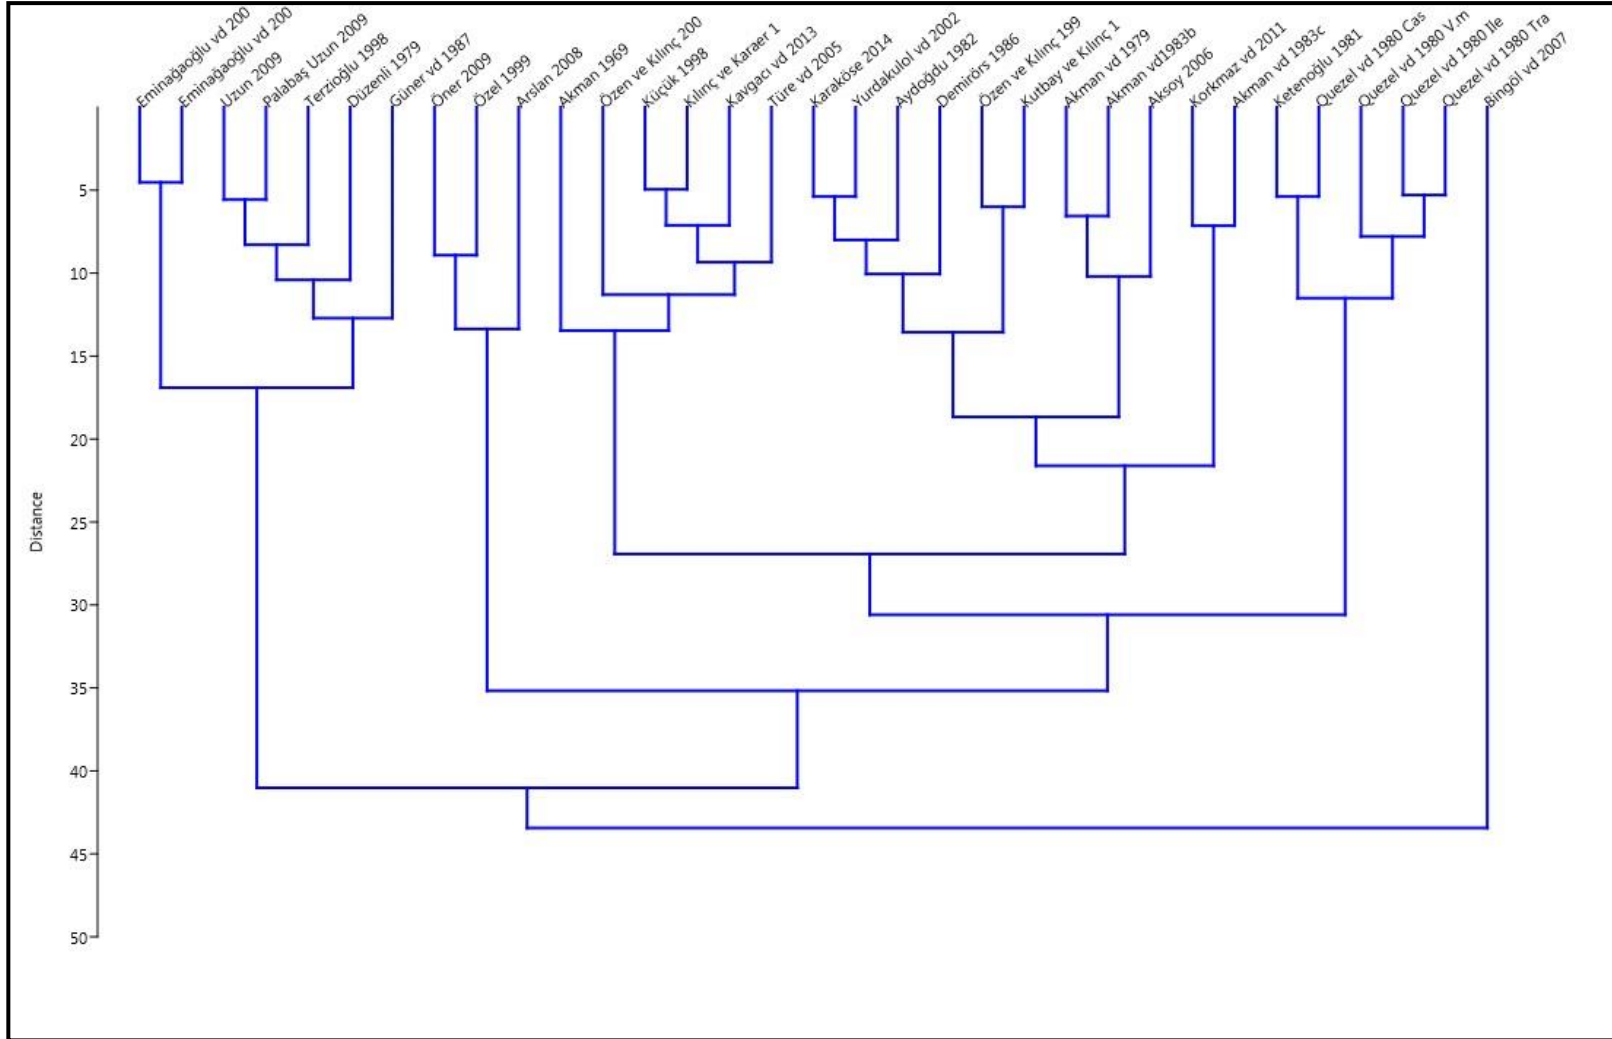 Eminağaoğlu vd 200
Eminağaoğlu vd 200
Uzun 2009
Palabaş Uzun 2009
Terzioğlu 1998
Düzenli 1979
Güner vd 1987
Öner 2009
Özel 1999
Arslan 2008
Akman 1969
Özen ve Kılınç 200
Küçük 1998
Kılınç ve Karaer 1
Kavgacı vd 2013
Türe vd 2005
Karaköse 2014
Yurdakulol vd 2002
Aydoğdu 1982
Demirörs 1986
Özen ve Kılınç 199
Kutbay ve Kılınç 1
Akman vd 1979
Akman vd1983b
Aksoy 2006
Korkmaz vd 2011
Akman vd 1983c
Ketenoğlu 1981
Quezel vd 1980 Cas
Quezel vd 1980 V.m
Quezel vd 1980 Ile
Quezel vd 1980 Tra
Bingöl vd 2007
5
10
15
20
25
30
35
40
45
50
Distance